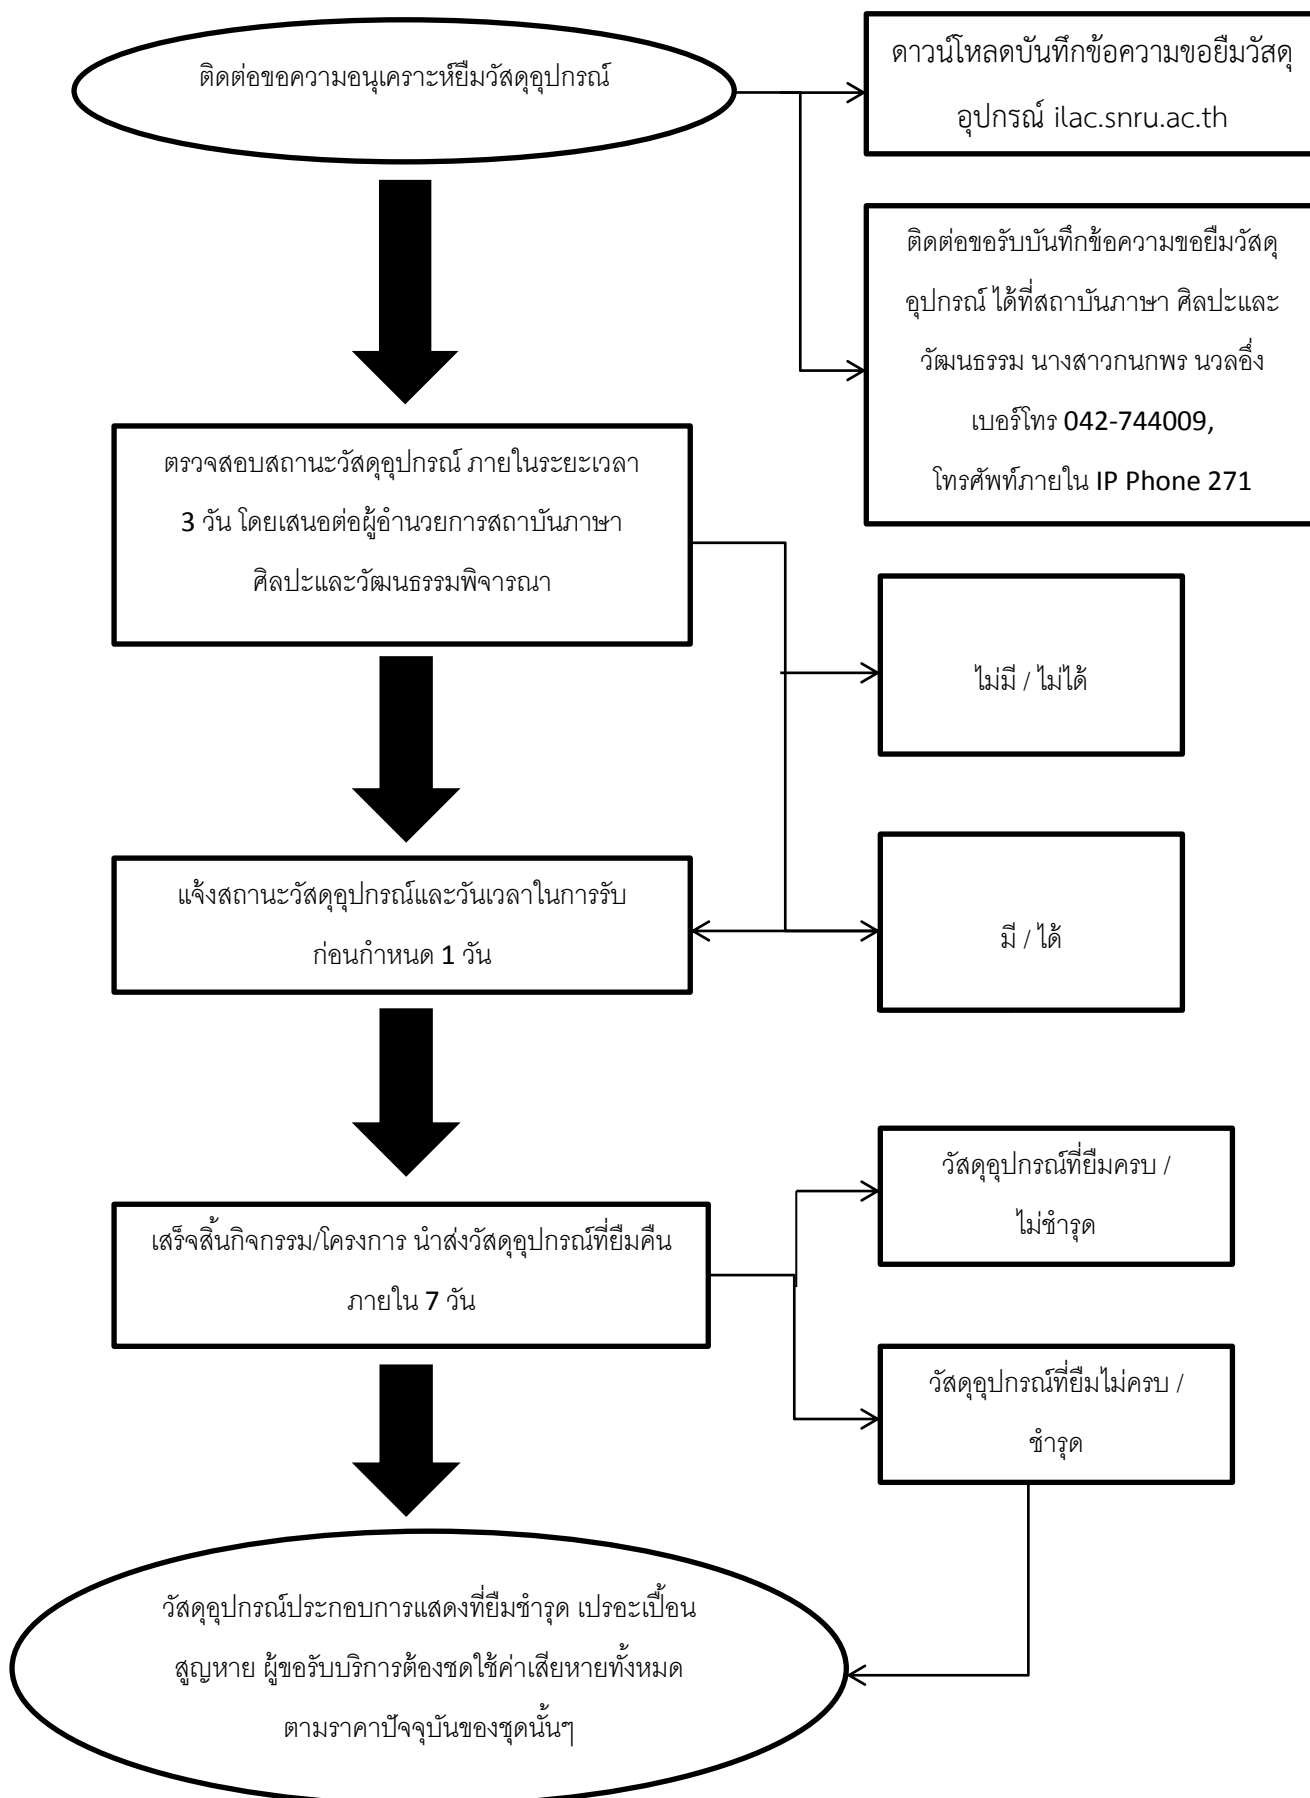 ติดต่อขอความอนุเคราะห์ยืมวัสดุอุปกรณ์
ดาวน์โหลดบันทึกข้อความขอยืมวัสดุ
อุปกรณ์ ilac.snru.ac.th
ติดต่อขอรับบันทึกข้อความขอยืมวัสดุ
อุปกรณ์ ได้ที่สถาบันภาษา ศิลปะและ
วัฒนธรรม นางสาวกนกพร นวลอึ่ง
เบอร์โทร 042-744009,
โทรศัพท์ภายใน IP Phone 271
ตรวจสอบสถานะวัสดุอุปกรณ์ ภายในระยะเวลา
3 วัน โดยเสนอต่อผู้อำนวยการสถาบันภาษา
ศิลปะและวัฒนธรรมพิจารณา
ไม่มี / ไม่ได้
แจ้งสถานะวัสดุอุปกรณ์และวันเวลาในการรับ
ก่อนกำหนด 1 วัน
มี / ได้
วัสดุอุปกรณ์ที่ยืมครบ /
ไม่ชำรุด
เสร็จสิ้นกิจกรรม/โครงการ นำส่งวัสดุอุปกรณ์ที่ยืมคืน
ภายใน 7 วัน
วัสดุอุปกรณ์ที่ยืมไม่ครบ /
ชำรุด
วัสดุอุปกรณ์ประกอบการแสดงที่ยืมชำรุด เปรอะเปื้อน
สูญหาย ผู้ขอรับบริการต้องชดใช้ค่าเสียหายทั้งหมด
ตามราคาปัจจุบันของชุดนั้นๆ